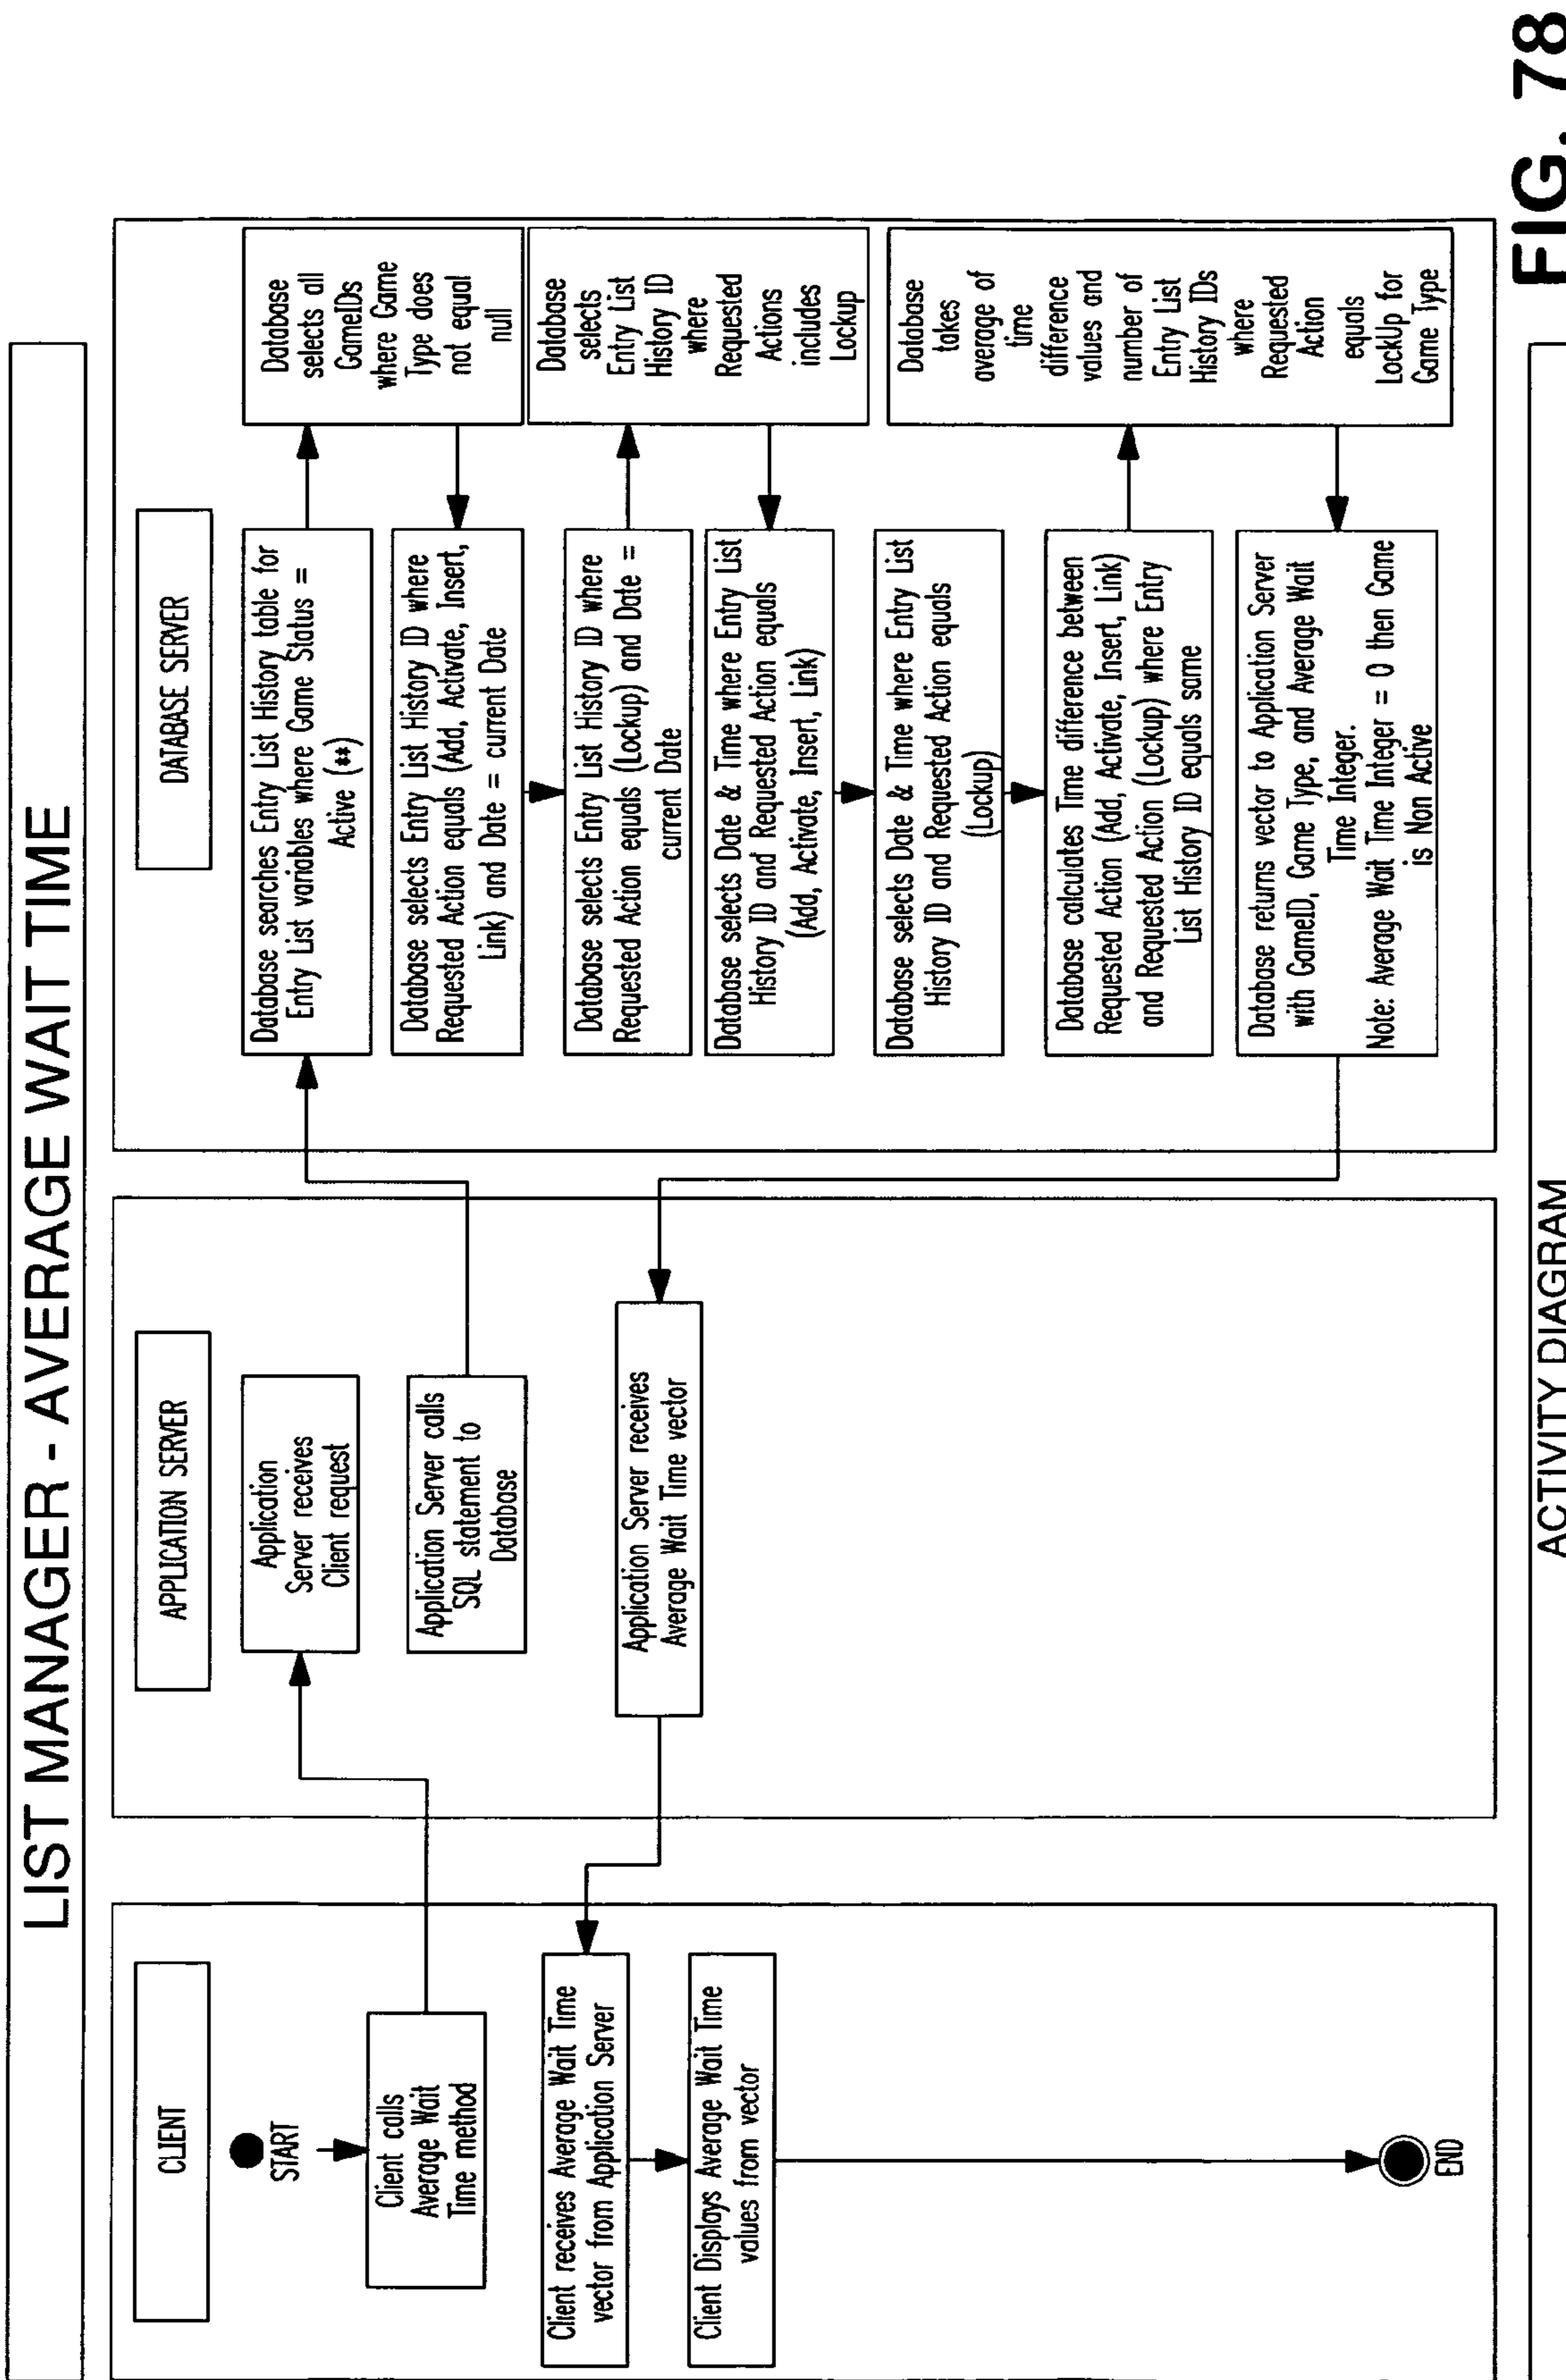 LIST MANAGER - AVERAGE WAIT TIME
CLIENT
START
Client calls
Average Wait
Time method
Client receives Average Wait Time
vector from Application Server
Client Displays Average Wait Time
values from vector
END
APPLICATION SERVER
Application
Server receives
Client request
Application Server calls
SQL statement to
Database
Application Server receives
Average Wait Time vector
DATABASE SERVER
Database searches Entry List History table for
Entry List variables where Game Status =
Active (**)
Database selects all
GameIDs
where Game
Type does
not equal
null
Database selects Entry List History ID where
Requested Action equals (Add, Activate, Insert,
Link) and Date = current Date
Database selects Entry List History ID where
Requested Action equals (Lockup) and Date =
current Date
Database
selects
Entry List
History ID
where
Requested
Actions
includes
Lockup
Database selects Date & Time where Entry List
History ID and Requested Action equals
(Add, Activate, Insert, Link)
Database selects Date & Time where Entry List
History ID and Requested Action equals
(Lockup)
Database calculates Time difference between
Requested Action (Add, Activate, Insert, Link)
and Requested Action (Lockup) where Entry
List History ID equals same
Database
takes
average of
time
difference
values and
number of
Entry List
History IDs
where
Requested
Action
equals
LockUp for
Game Type
Database returns vector to Application Server
with GameID, Game Type, and Average Wait
Time Integer.
Note: Average Wait Time Integer = 0 then Game
is Non Active
ACTIVITY DIAGRAM
FIG. 78